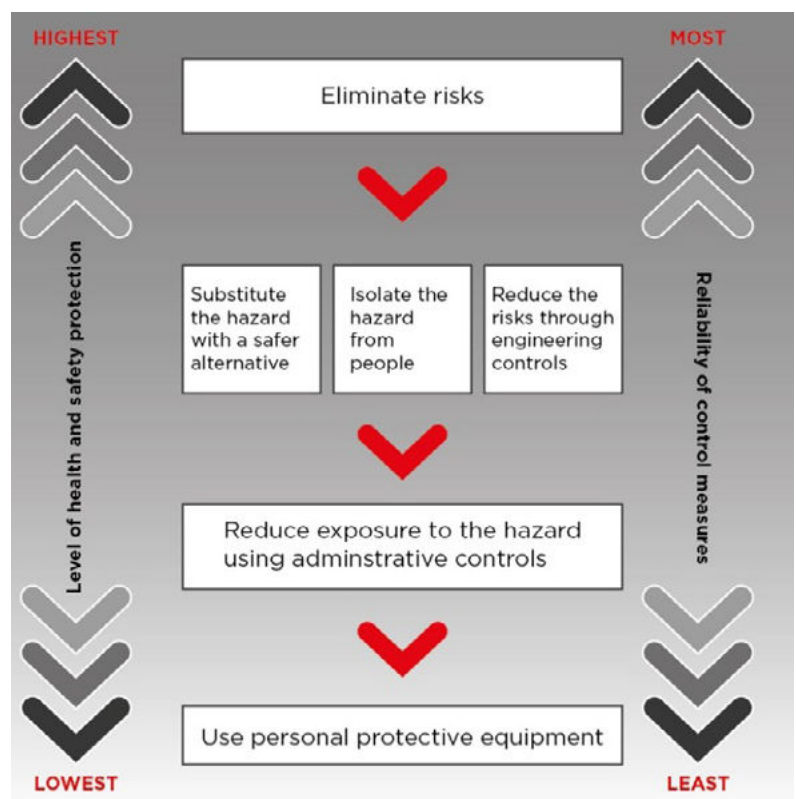 HIGHEST
MOST
Eliminate risks
Substitute
the hazard
with a safer
alternative
Isolate the
hazard
from
people
Reduce the
risks through
engineering
controls
Level of health and safety protection
Reliability of control measures
Reduce exposure to the hazard
using adminstrative controls
Use personal protective equipment
LOWEST
LEAST